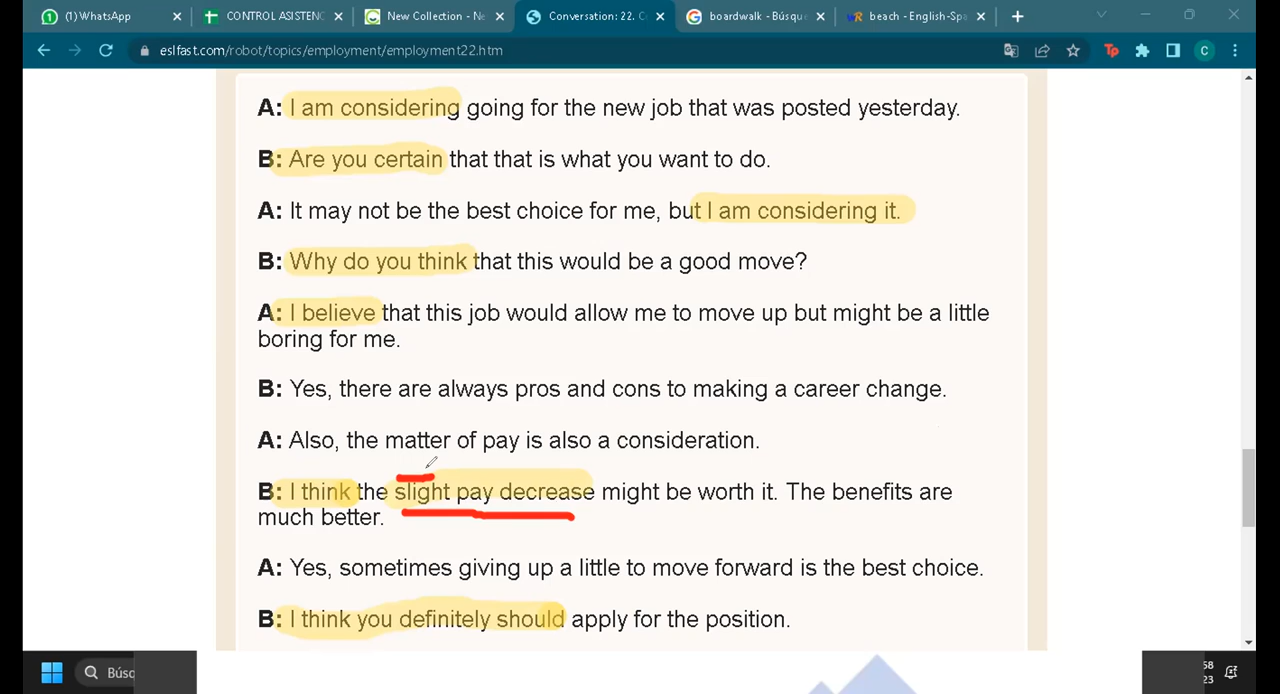 (1) WhatsApp
CONTROL ASISTENC
New Collection - Ne
Conversation: 22. C
boardwalk - Búsque
beach - English-Spa
eslfast.com/robot/topics/employment/employment22.htm
Tp
C
A: I am considering going for the new job that was posted yesterday.
B: Are you certain that that is what you want to do.
A: It may not be the best choice for me, but I am considering it.
B: Why do you think that this would be a good move?
A: I believe that this job would allow me to move up but might be a little
boring for me.
B: Yes, there are always pros and cons to making a career change.
A: Also, the matter of pay is also a consideration.
B: I think the slight pay decrease might be worth it. The benefits are
much better.
A: Yes, sometimes giving up a little to move forward is the best choice.
B: I think you definitely should apply for the position.
Búsc
58
23